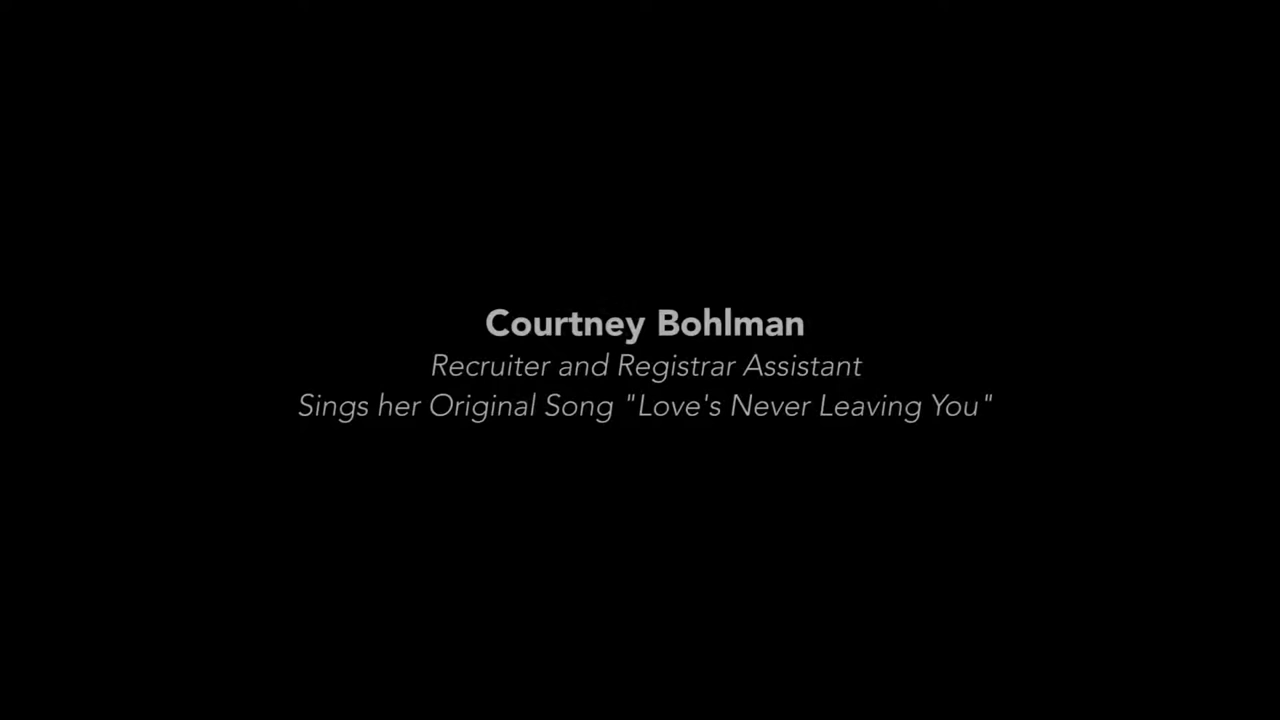 Courtney Bohlman
Recruiter and Registrar Assistant
Sings her Original Song "Love's Never Leaving You"